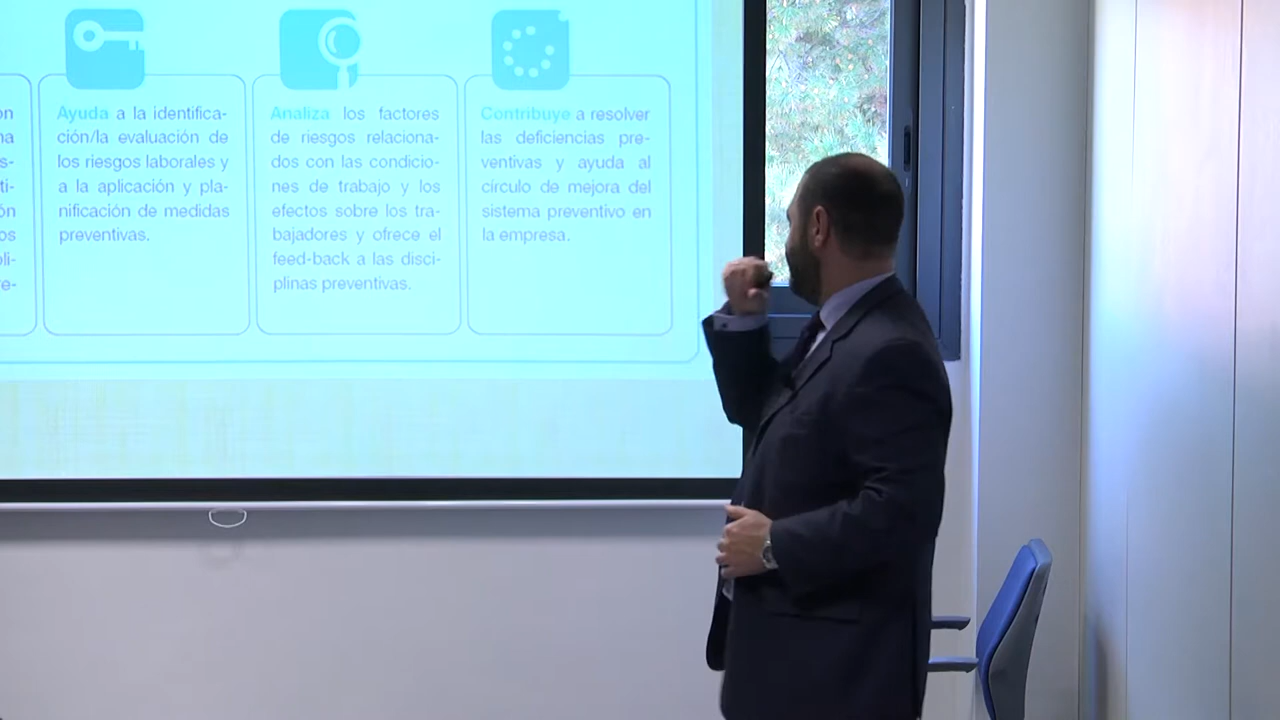 Ayuda a la identifica-
ción/la evaluación de
los riesgos laborales y
a la aplicación y pla-
nificación de medidas
preventivas.
Analiza los factores
de riesgos relaciona-
dos con las condicio-
nes de trabajo y los
efectos sobre los tra-
bajadores y ofrece el
feed-back a las disci-
plinas preventivas.
Contribuye a resolver
las deficiencias pre-
ventivas y ayuda al
círculo de mejora del
sistema preventivo en
la empresa.